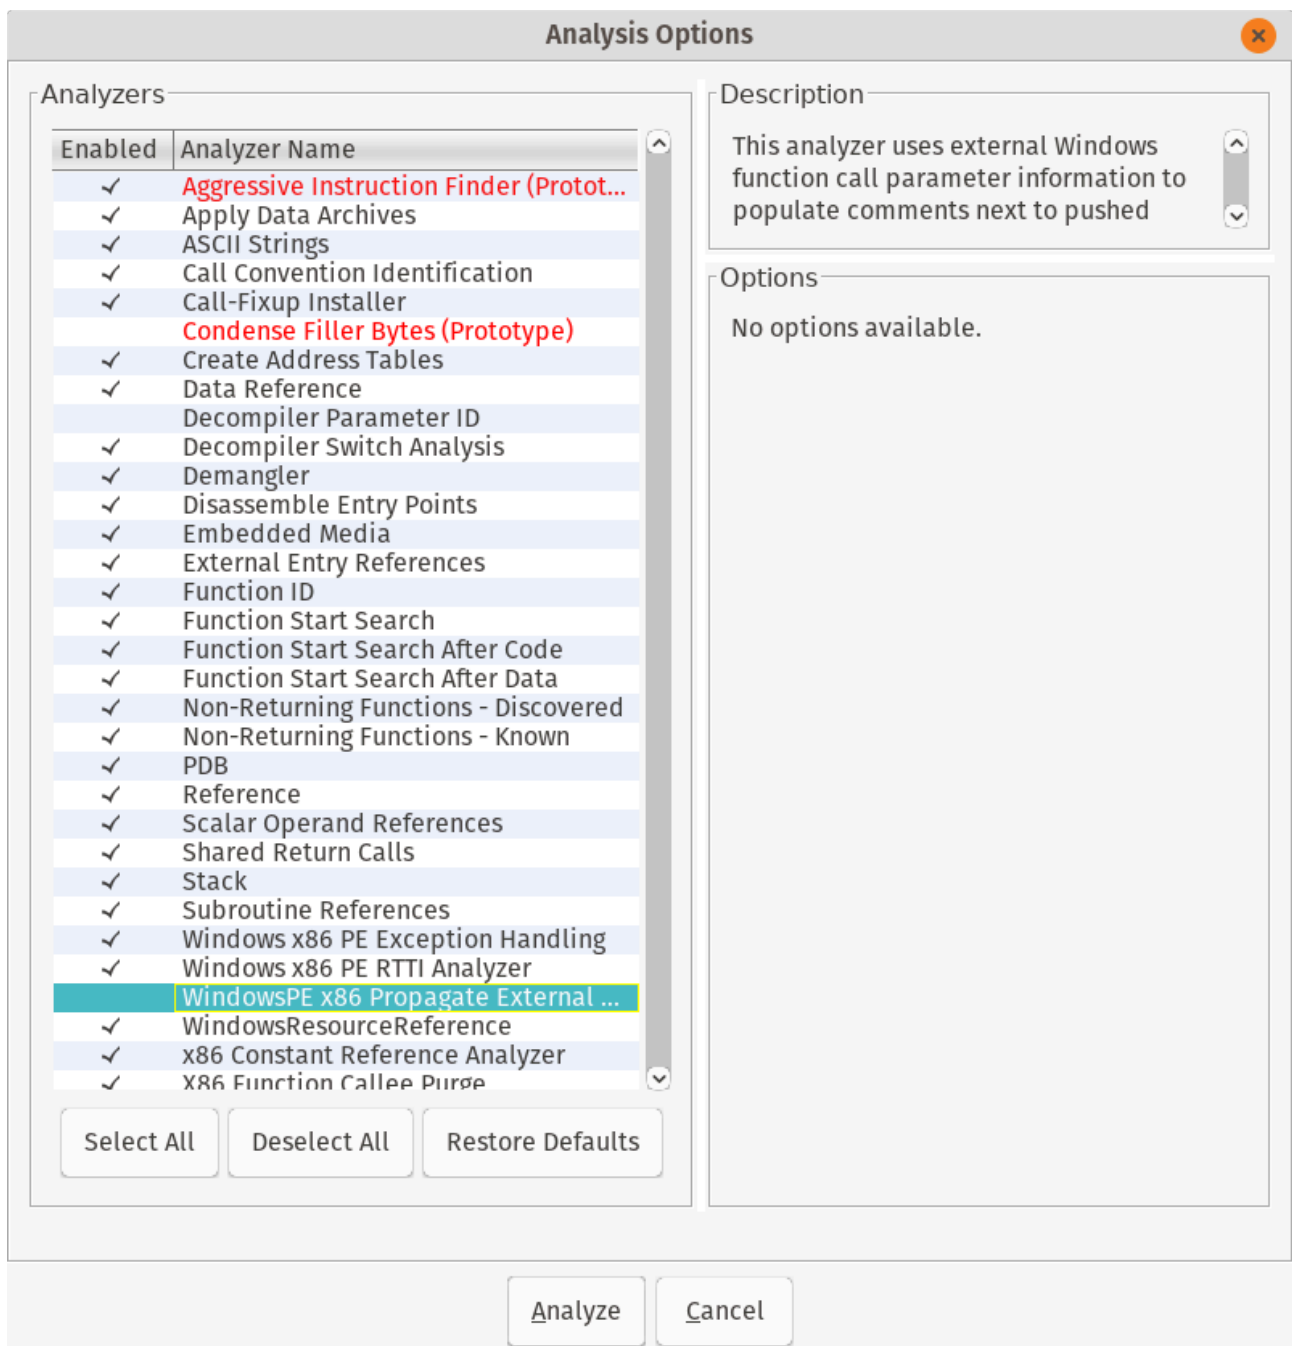 Analysis Options
Analyzers
Enabled Analyzer Name
Aggressive Instruction Finder (Protot...
Apply Data Archives
ASCII Strings
Call Convention Identification
Call-Fixup Installer
Condense Filler Bytes (Prototype)
Create Address Tables
Data Reference
Decompiler Parameter ID
Decompiler Switch Analysis
Demangler
Disassemble Entry Points
Embedded Media
External Entry References
Function ID
Function Start Search
Function Start Search After Code
Function Start Search After Data
Non-Returning Functions - Discovered
Non-Returning Functions - Known
PDB
Reference
Scalar Operand References
Shared Return Calls
Stack
Subroutine References
Windows x86 PE Exception Handling
Windows x86 PE RTTI Analyzer
WindowsPE x86 Propagate External ...
WindowsResourceReference
x86 Constant Reference Analyzer
X86 Function Callee Purge
Select All
Deselect All
Restore Defaults
Description
This analyzer uses external Windows
function call parameter information to
populate comments next to pushed
Options
No options available.
Analyze
Cancel